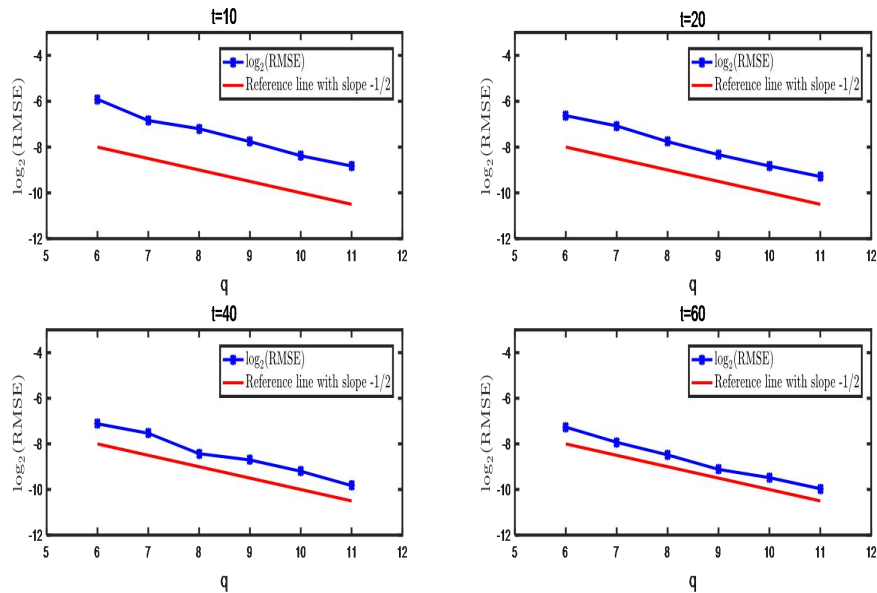 t=10
-4
-6
-8
-10
-12
log₂(RMSE)
log₂(RMSE)
Reference line with slope -1/2
5 6 7 8 9 10 11 12
q
t=20
-4
-6
-8
-10
-12
log₂(RMSE)
log₂(RMSE)
Reference line with slope -1/2
5 6 7 8 9 10 11 12
q
t=40
-4
-6
-8
-10
-12
log₂(RMSE)
log₂(RMSE)
Reference line with slope -1/2
5 6 7 8 9 10 11 12
q
t=60
-4
-6
-8
-10
-12
log₂(RMSE)
log₂(RMSE)
Reference line with slope -1/2
5 6 7 8 9 10 11 12
q